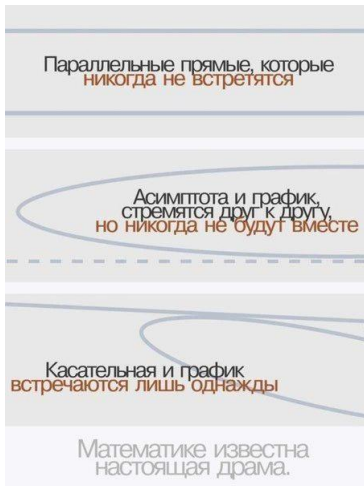 Параллельные прямые, которые
никогда не встретятся
Асимптота и график,
стремятся друг к другу,
но никогда не будут вместе
Касательная и график
встречаются лишь однажды
Математике известна
настоящая драма.